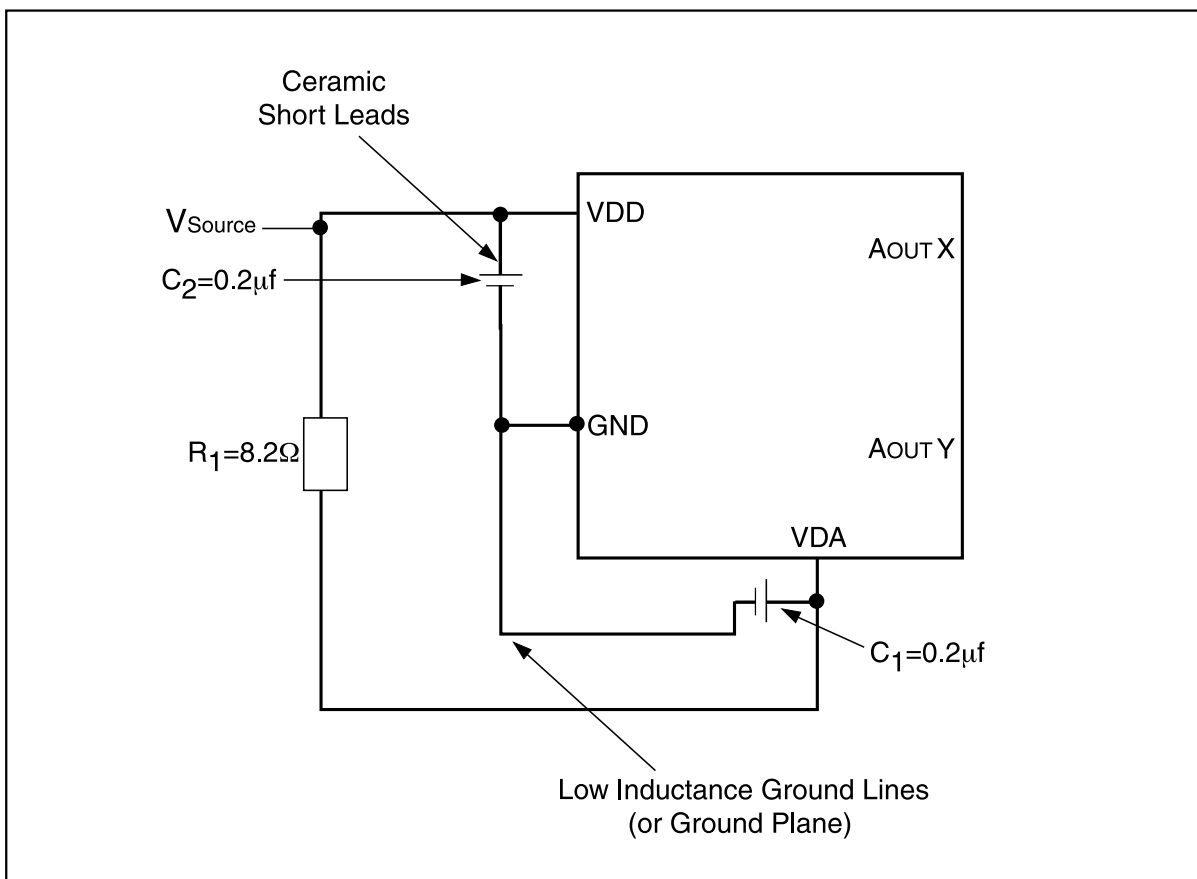 Ceramic
Short Leads
VSource
VDD
AOUT X
C2=0.2μf
GND
R1=8.2Ω
AOUT Y
VDA
C1=0.2μf
Low Inductance Ground Lines
(or Ground Plane)